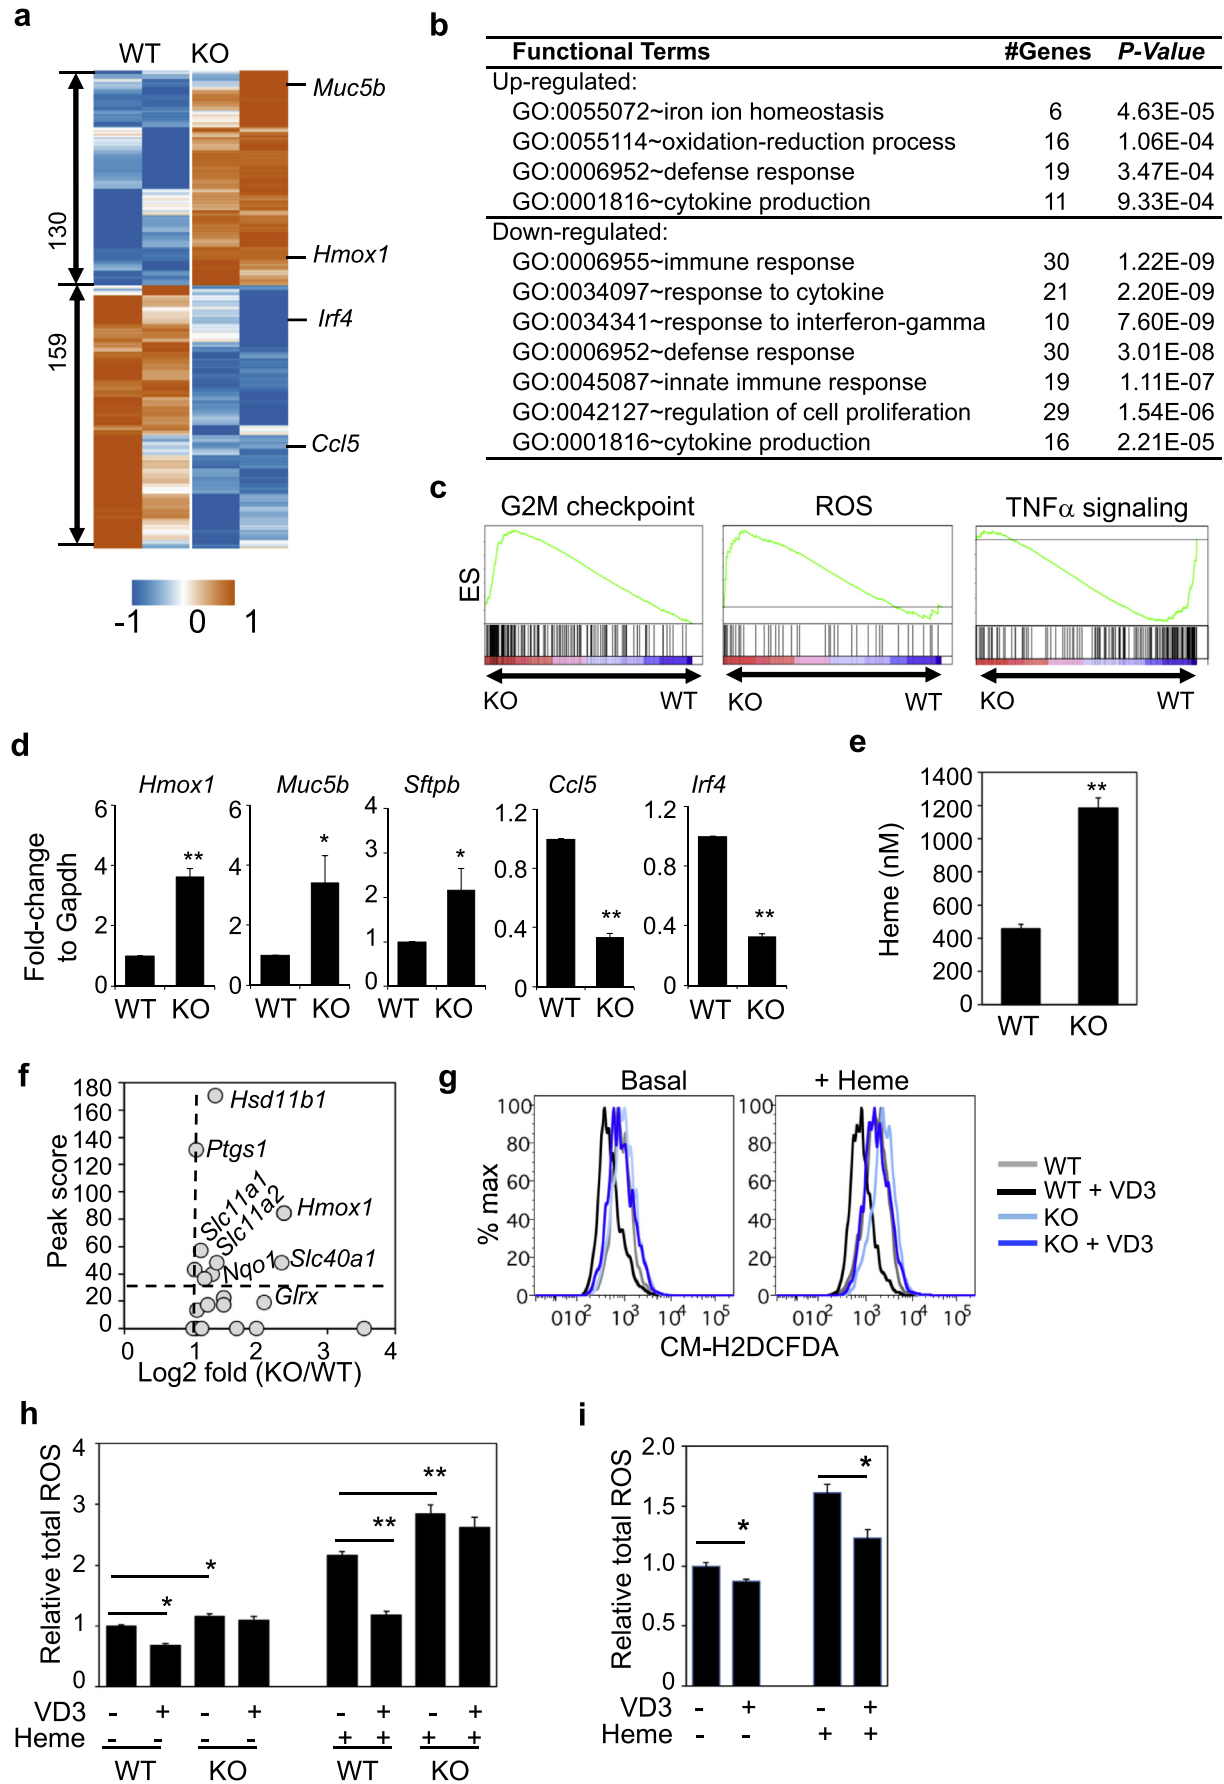 a
WT KO
Muc5b
Hmox1
Irf4
Ccl5
130
159
-1 0 1
b
Functional Terms #Genes P-Value
Up-regulated:
GO:0055072~iron ion homeostasis 6 4.63E-05
GO:0055114~oxidation-reduction process 16 1.06E-04
GO:0006952~defense response 19 3.47E-04
GO:0001816~cytokine production 11 9.33E-04
Down-regulated:
GO:0006955~immune response 30 1.22E-09
GO:0034097~response to cytokine 21 2.20E-09
GO:0034341~response to interferon-gamma 10 7.60E-09
GO:0006952~defense response 30 3.01E-08
GO:0045087~innate immune response 19 1.11E-07
GO:0042127~regulation of cell proliferation 29 1.54E-06
GO:0001816~cytokine production 16 2.21E-05
c
G2M checkpoint ROS TNFα signaling
ES
KO WT KO WT KO WT
d
Hmox1 Muc5b Sftpb Ccl5 Irf4
Fold-change
to Gapdh
6 4 2 0
** 
WT KO
6 4 2 0
*
WT KO
4 3 2 1 0
*
WT KO
1.2 0.8 0.4 0
**
WT KO
1.2 0.8 0.4 0
**
WT KO
e
Heme (nM)
1400
1200
1000
800
600
400
200
0
**
WT KO
f
Peak score
180
160
140
120
100
80
60
40
20
0
Hsd11b1
Ptgs1
Slc11a1
Slc11a2
Hmox1
Nqo1
Slc40a1
Glrx
0 1 2 3 4
Log2 fold (KO/WT)
g
Basal + Heme
% max
100 80 60 40 20 0
100 80 60 40 20 0
0 10² 10³ 10⁴ 10⁵ 0 10² 10³ 10⁴ 10⁵
CM-H2DCFDA
WT
WT + VD3
KO
KO + VD3
h
Relative total ROS
4
3
2
1
0
* * ** **
VD3 - + - + - + - +
Heme - - - - + + + +
WT KO WT KO
i
Relative total ROS
2.0
1.5
1.0
0.5
0
* *
VD3 - + - +
Heme - - + +